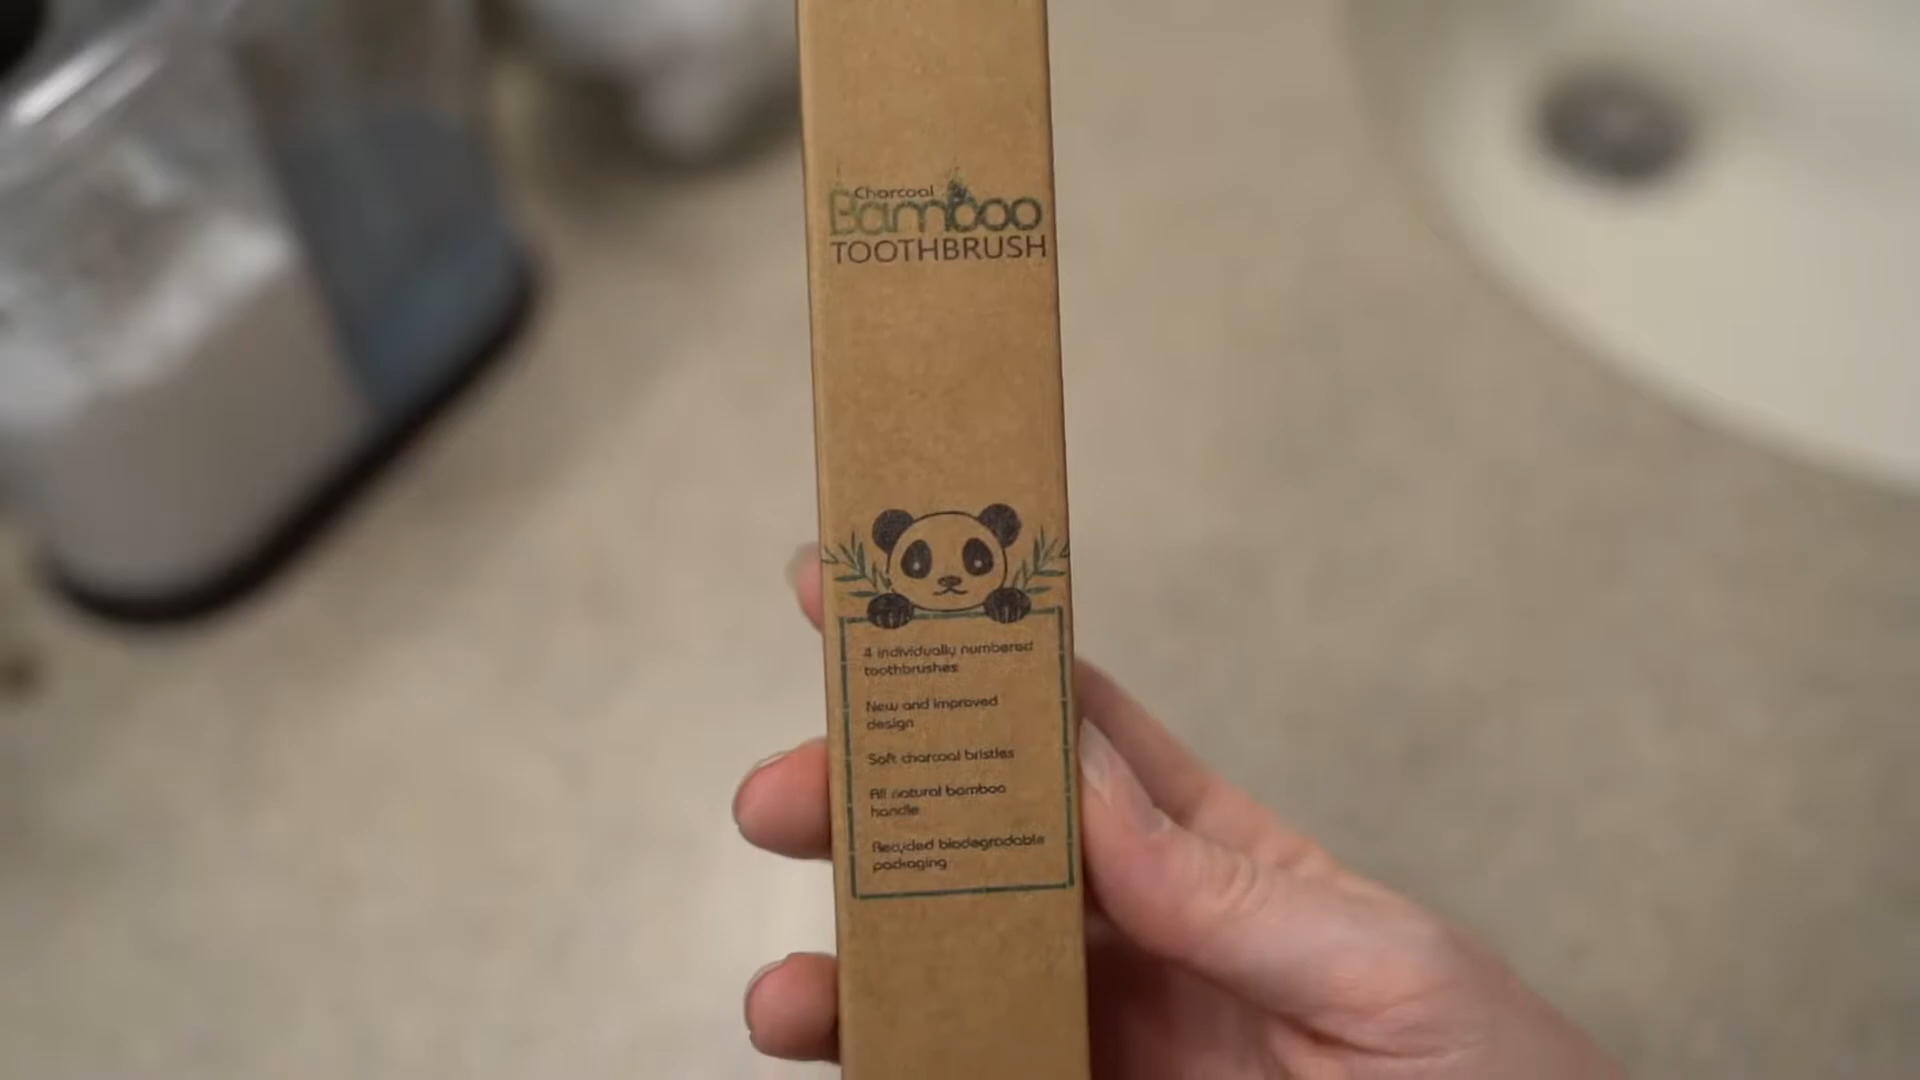 Charcoal
Bamboo
TOOTHBRUSH
4 individually numbered
toothbrushes
New and improved
design
Soft charcoal bristles
All natural bamboo
handle
Recycled biodegradable
packaging